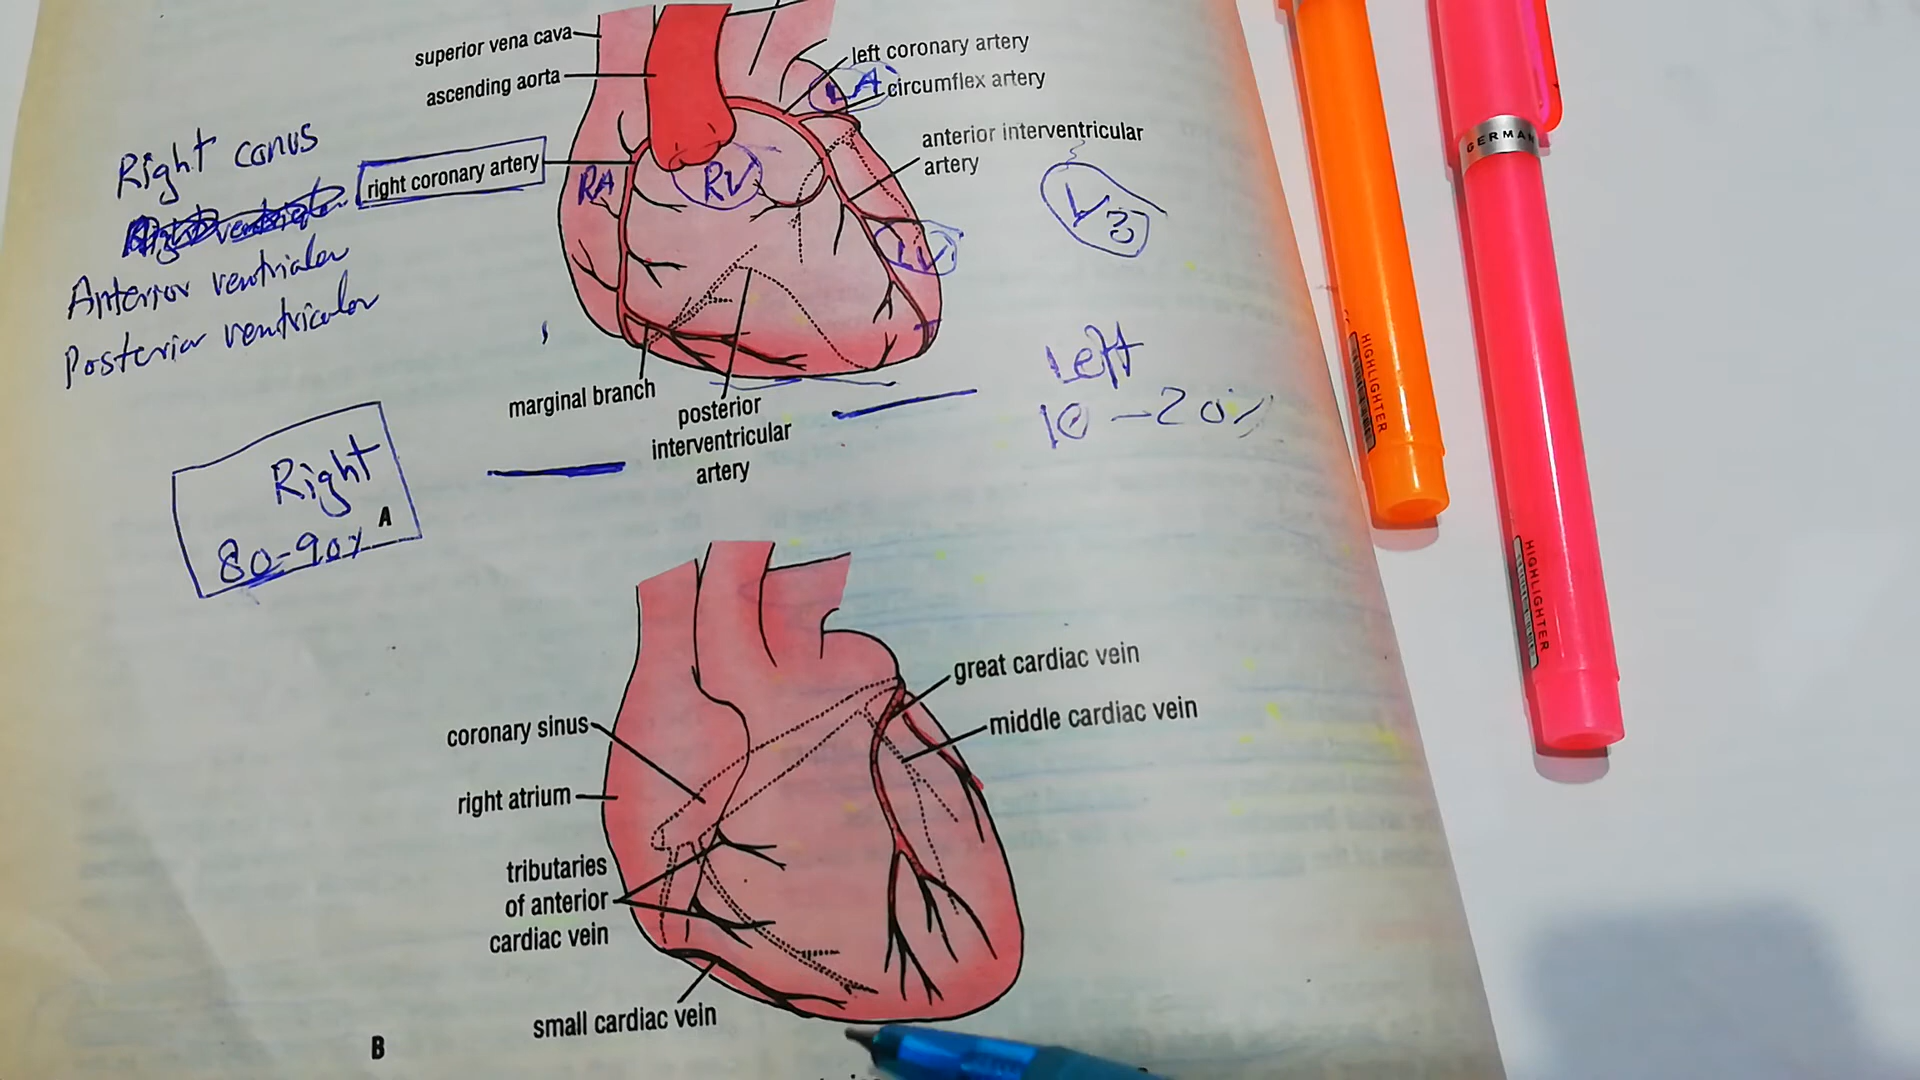 superior vena cava
ascending aorta
left coronary artery
LA
circumflex artery
anterior interventricular
artery
Right conus
right coronary artery
RA
RV
LV
1/3
Anterior ventricular
Posterior ventricular
marginal branch
posterior
interventricular
artery
Left
10-20%
Right
80-90%
A
great cardiac vein
middle cardiac vein
coronary sinus
right atrium
tributaries
of anterior
cardiac vein
small cardiac vein
B
GERMAN
HIGHLIGHTER
HIGHLIGHTER